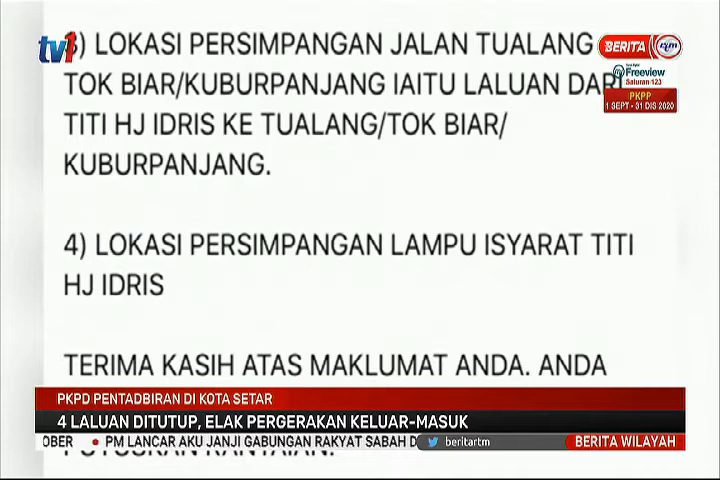 tv1
3) LOKASI PERSIMPANGAN JALAN TUALANG
TOK BIAR/KUBURPANJANG IAITU LALUAN DARI
TITI HJ IDRIS KE TUALANG/TOK BIAR/
KUBURPANJANG.
4) LOKASI PERSIMPANGAN LAMPU ISYARAT TITI
HJ IDRIS
TERIMA KASIH ATAS MAKLUMAT ANDA. ANDA
BERITA rtm
Freeview
Saluran 123
PKPP
1 SEPT - 31 DIS 2020
PKPD PENTADBIRAN DI KOTA SETAR
4 LALUAN DITUTUP, ELAK PERGERAKAN KELUAR-MASUK
OBER • PM LANCAR AKU JANJI GABUNGAN RAKYAT SABAH D
beritartm
BERITA WILAYAH